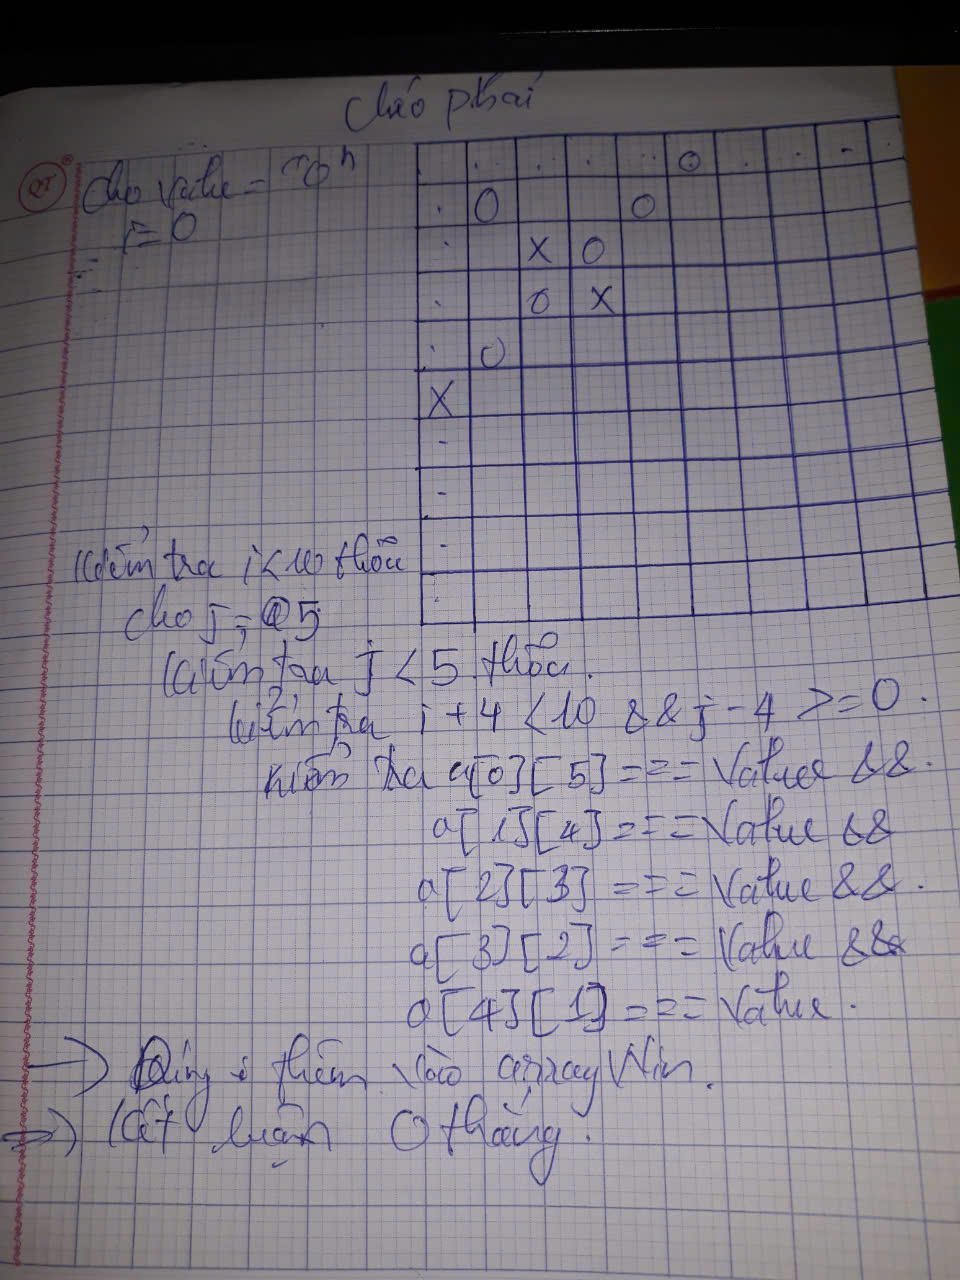 Chéo phải
Cho value = "O"
i = 0
O
O O
X O
O X
O
X
Kiểm tra i < 10 thỏa
cho j = 5
Kiểm tra j < 5 thỏa.
kiểm tra i + 4 < 10 && j - 4 >= 0.
kiểm tra a[0][5] === Value &&.
a[1][4] === Value &&
a[2][3] === Value &&.
a[3][2] === Value &&
a[4][1] === Value.
→ Đúng: thêm vào arrayWin.
⇒ Kết luận O thắng.